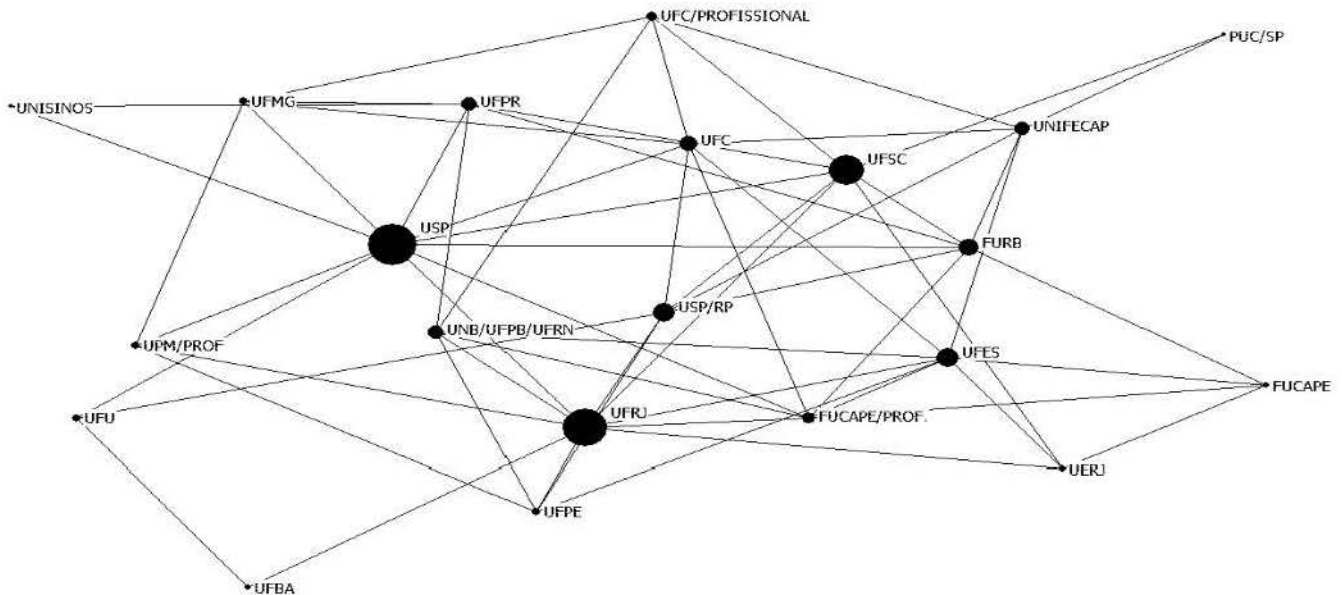 UFC/PROFISSIONAL
PUC/SP
UNISINOS
UFMG
UFPR
UNIFECAP
UFC
UFSC
USP
FURB
USP/RP
UNB/UFPB/UFRN
UPM/PROF
UFES
FUCAPE
UFU
UFRJ
FUCAPE/PROF.
UERJ
UFPE
UFBA